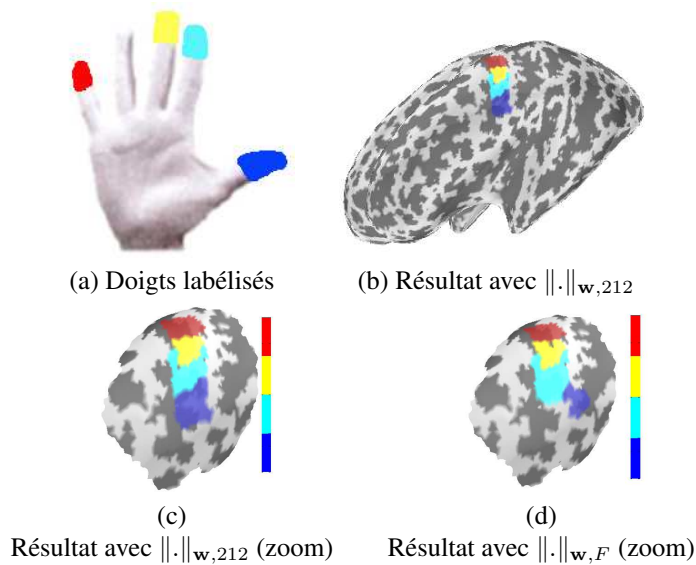 (a) Doigts labélisés
(b) Résultat avec ‖.‖w,212
(c)
Résultat avec ‖.‖w,212 (zoom)
(d)
Résultat avec ‖.‖w,F (zoom)